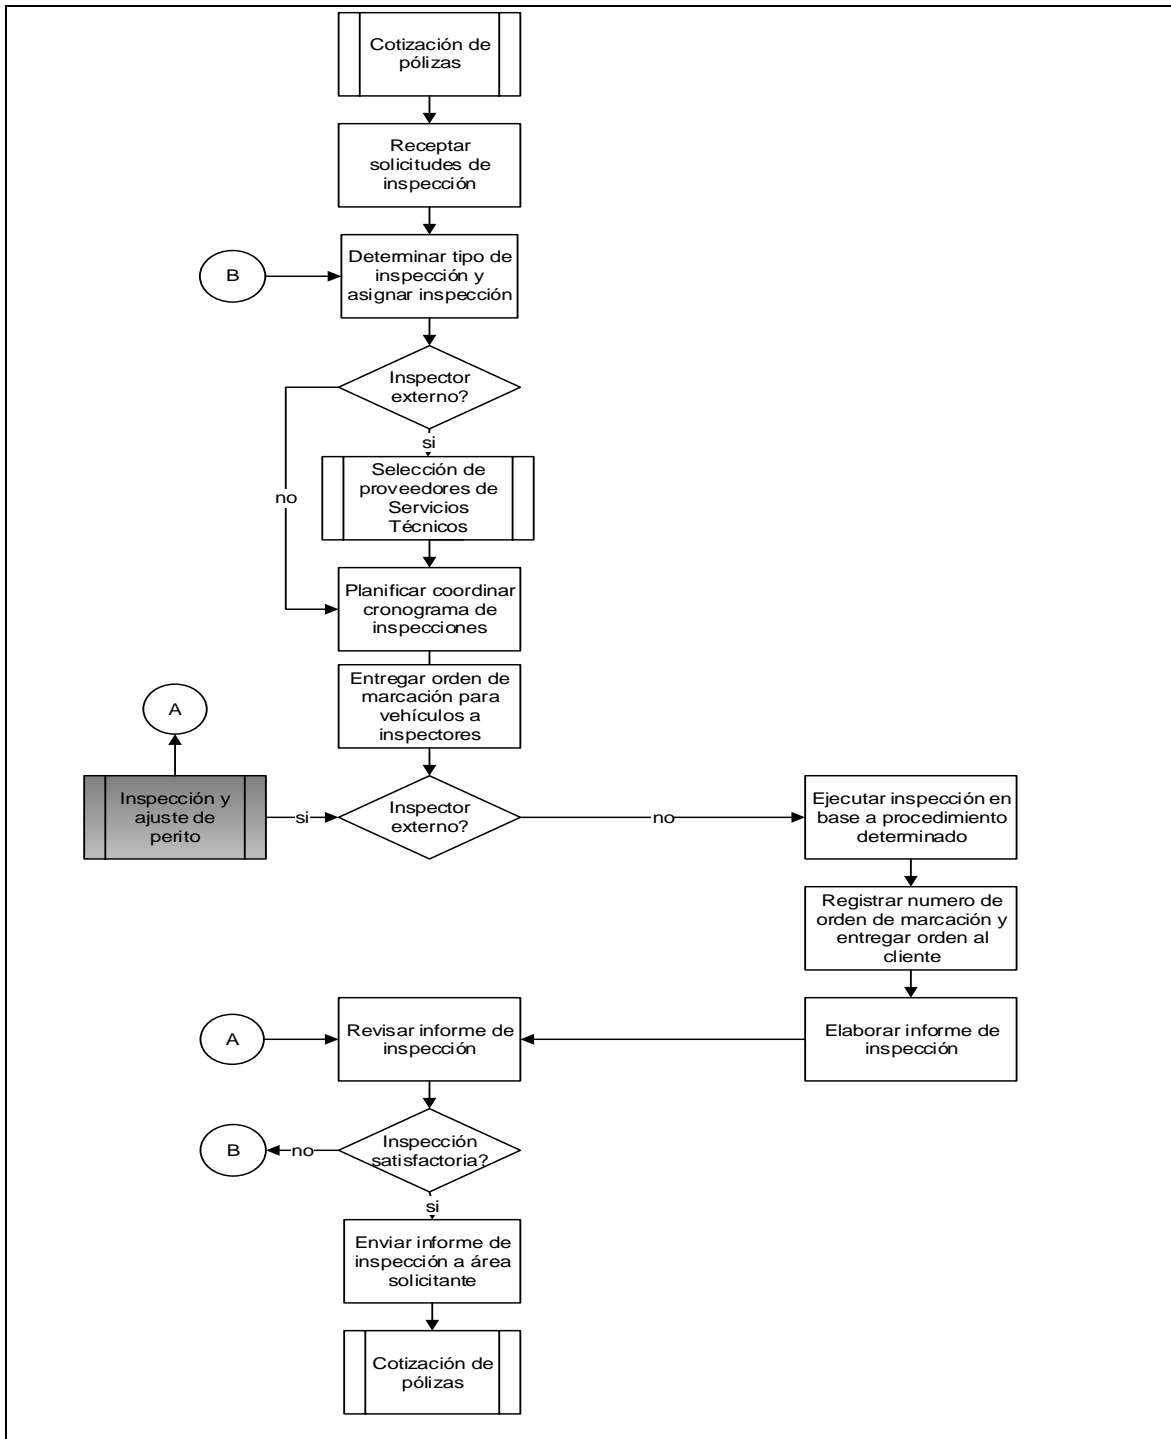 Cotización de
pólizas
Receptar
solicitudes de
inspección
B
Determinar tipo de
inspección y
asignar inspección
Inspector
externo?
si
no
Selección de
proveedores de
Servicios
Técnicos
Planificar coordinar
cronograma de
inspecciones
Entregar orden de
marcación para
vehículos a
inspectores
A
Inspección y
ajuste de
perito
si
Inspector
externo?
no
Ejecutar inspección en
base a procedimiento
determinado
Registrar numero de
orden de marcación y
entregar orden al
cliente
A
Revisar informe de
inspección
Elaborar informe de
inspección
B
no
Inspección
satisfactoria?
si
Enviar informe de
inspección a área
solicitante
Cotización de
pólizas